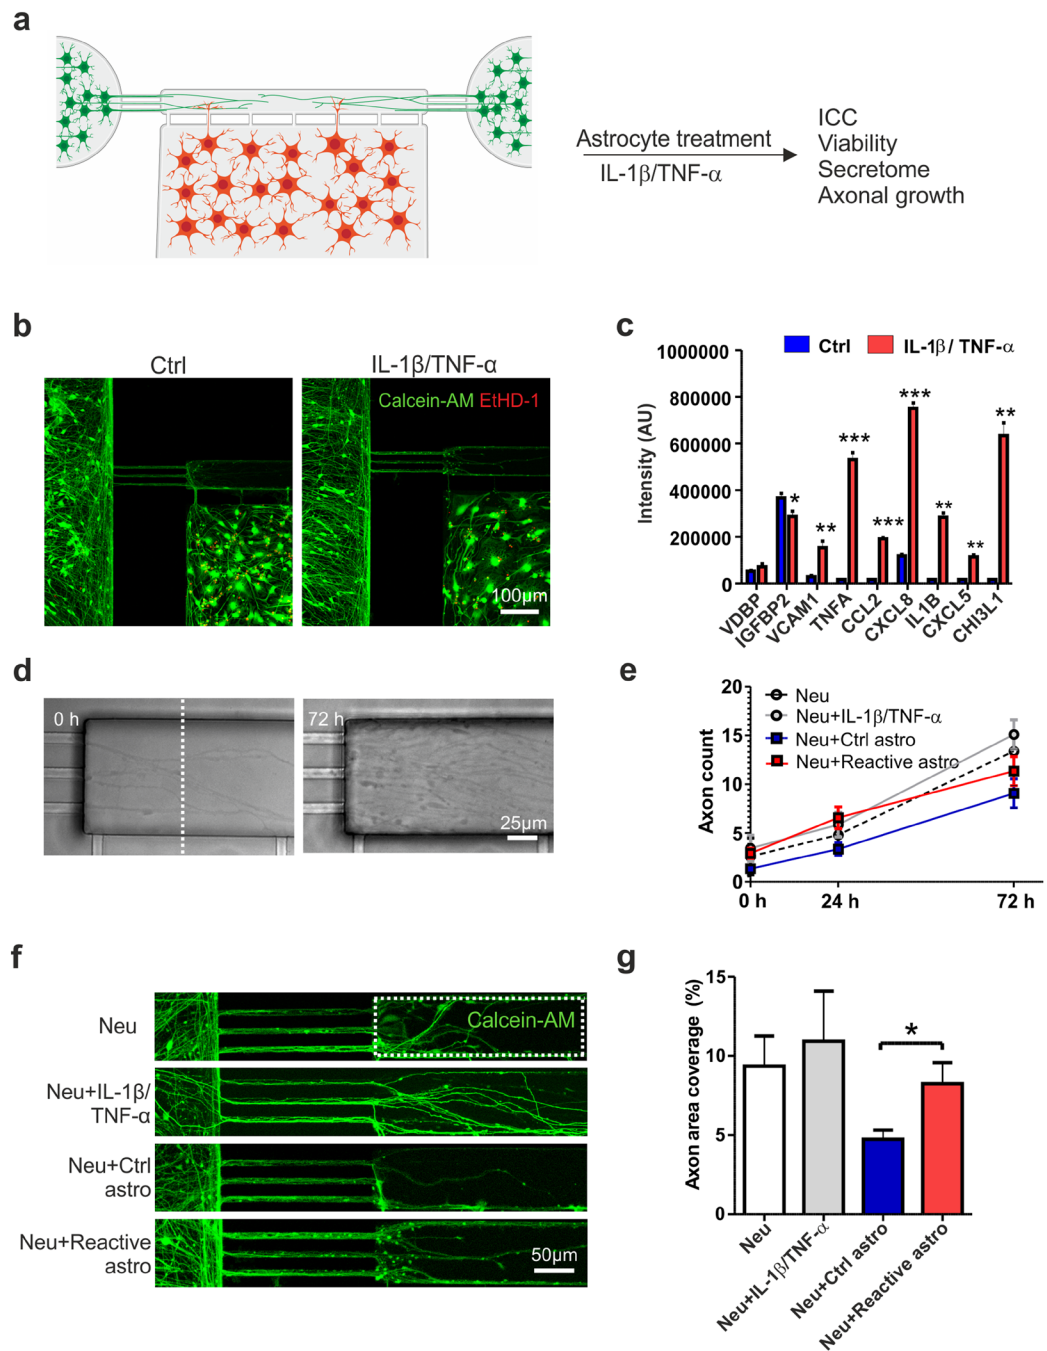 a
Astrocyte treatment
IL-1β/TNF-α
ICC
Viability
Secretome
Axonal growth
b
Ctrl
IL-1β/TNF-α
Calcein-AM EtHD-1
100µm
c
Ctrl
IL-1β/ TNF-α
Intensity (AU)
1000000
800000
600000
400000
200000
0
*
**
***
***
***
**
**
**
VDBP
IGFBP2
VCAM1
TNFA
CCL2
CXCL8
IL1B
CXCL5
CHI3L1
d
0 h
72 h
25µm
e
Axon count
20
15
10
5
0
Neu
Neu+IL-1β/TNF-α
Neu+Ctrl astro
Neu+Reactive astro
0 h
24 h
72 h
f
Neu
Calcein-AM
Neu+IL-1β/
TNF-α
Neu+Ctrl
astro
Neu+Reactive
astro
50µm
g
Axon area coverage (%)
15
10
5
0
*
Neu
Neu+IL-1β/TNF-α
Neu+Ctrl astro
Neu+Reactive astro